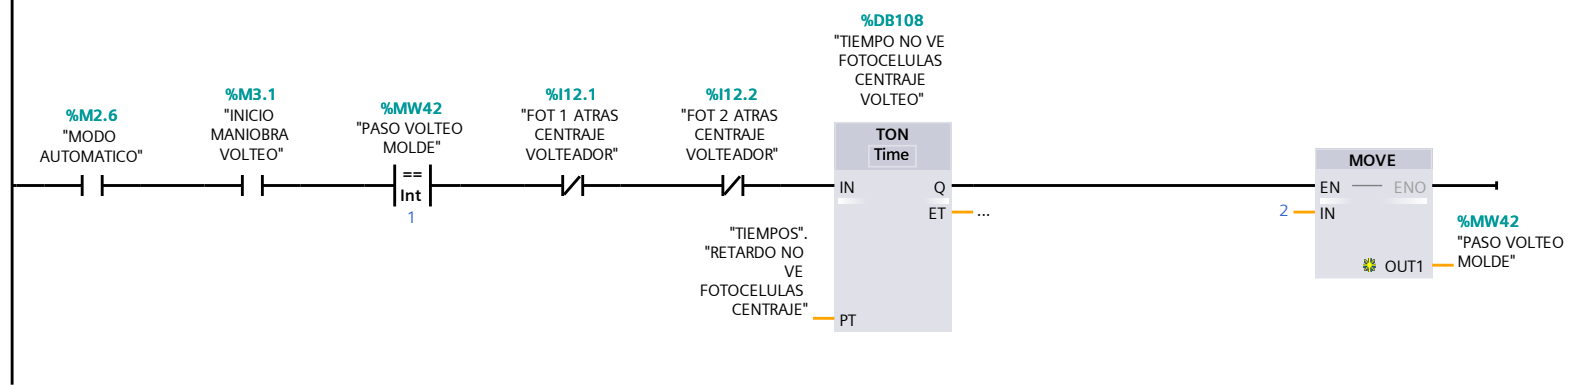 %DB108
"TIEMPO NO VE
FOTOCELULAS
CENTRAJE
VOLTEO"
%M2.6
"MODO
AUTOMATICO"
%M3.1
"INICIO
MANIOBRA
VOLTEO"
%MW42
"PASO VOLTEO
MOLDE"
==
Int
1
%I12.1
"FOT 1 ATRAS
CENTRAJE
VOLTEADOR"
%I12.2
"FOT 2 ATRAS
CENTRAJE
VOLTEADOR"
TON
Time
IN
Q
ET
...
"TIEMPOS".
"RETARDO NO
VE
FOTOCELULAS
CENTRAJE"
PT
MOVE
EN
ENO
2
IN
OUT1
%MW42
"PASO VOLTEO
MOLDE"